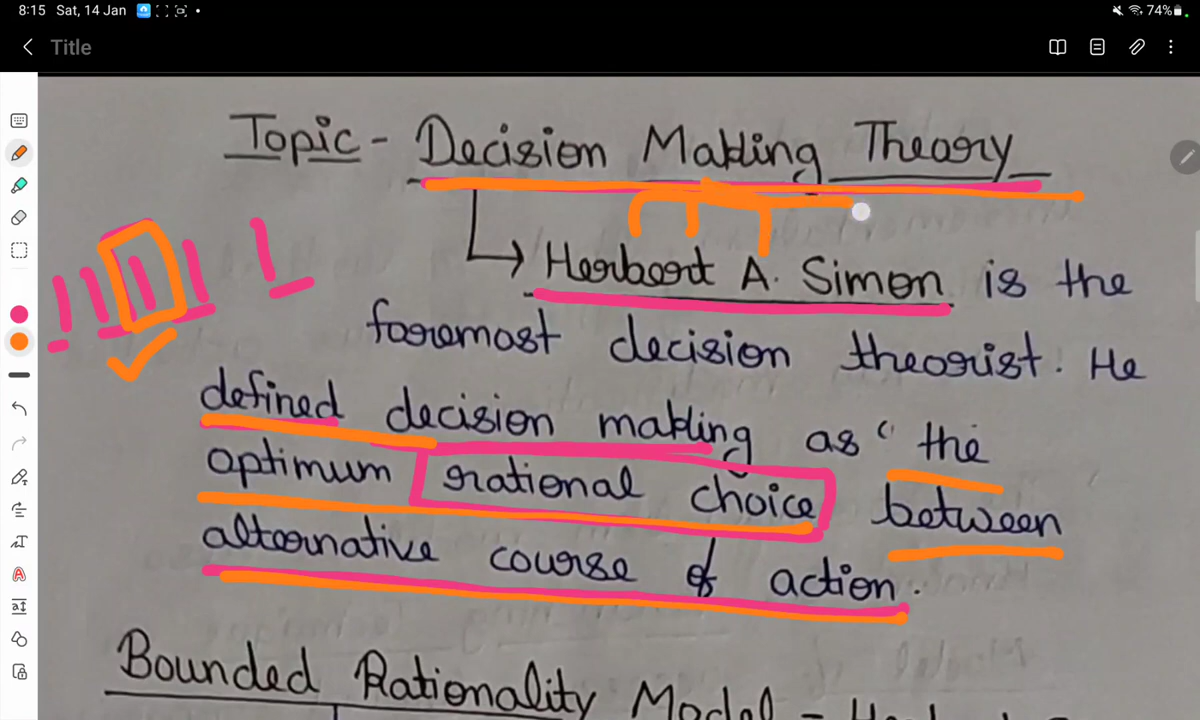 8:15 Sat, 14 Jan
74%
Title
Topic - Decision Making Theory
Herbert A. Simon is the
foremost decision theorist. He
defined decision making as "the
optimum rational choice between
alternative course of action.
Bounded Rationality Model -